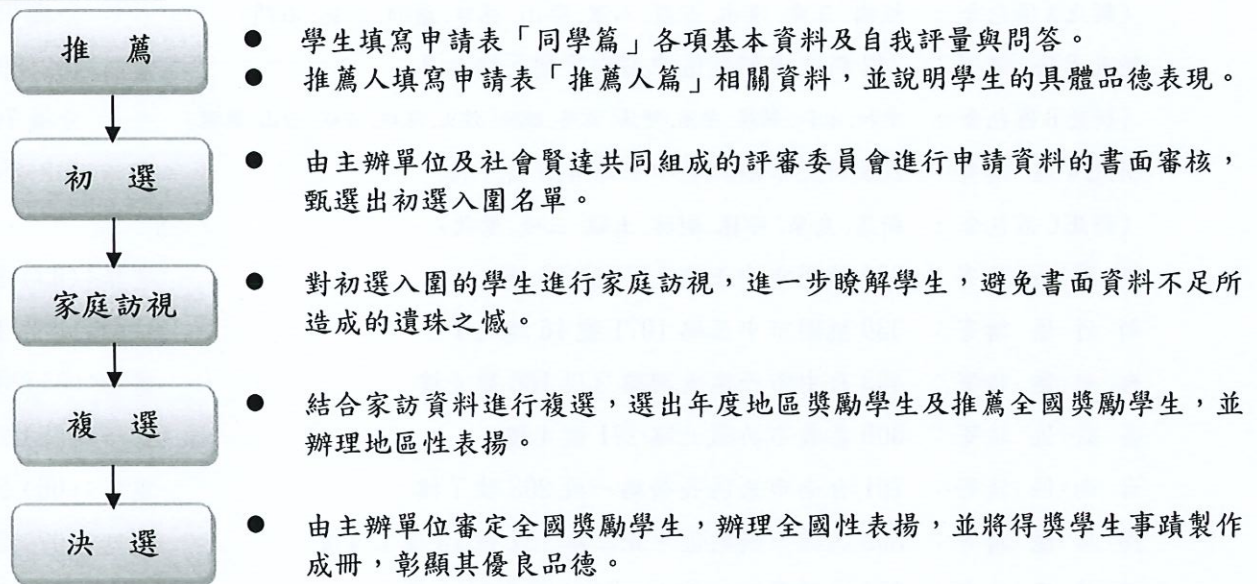 推 薦
● 學生填寫申請表「同學篇」各項基本資料及自我評量與問答。
● 推薦人填寫申請表「推薦人篇」相關資料，並說明學生的具體品德表現。
初 選
● 由主辦單位及社會賢達共同組成的評審委員會進行申請資料的書面審核，
甄選出初選入圍名單。
家庭訪視
● 對初選入圍的學生進行家庭訪視，進一步瞭解學生，避免書面資料不足所
造成的遺珠之憾。
複 選
● 結合家訪資料進行複選，選出年度地區獎勵學生及推薦全國獎勵學生，並
辦理地區性表揚。
決 選
● 由主辦單位審定全國獎勵學生，辦理全國性表揚，並將得獎學生事蹟製作
成冊，彰顯其優良品德。